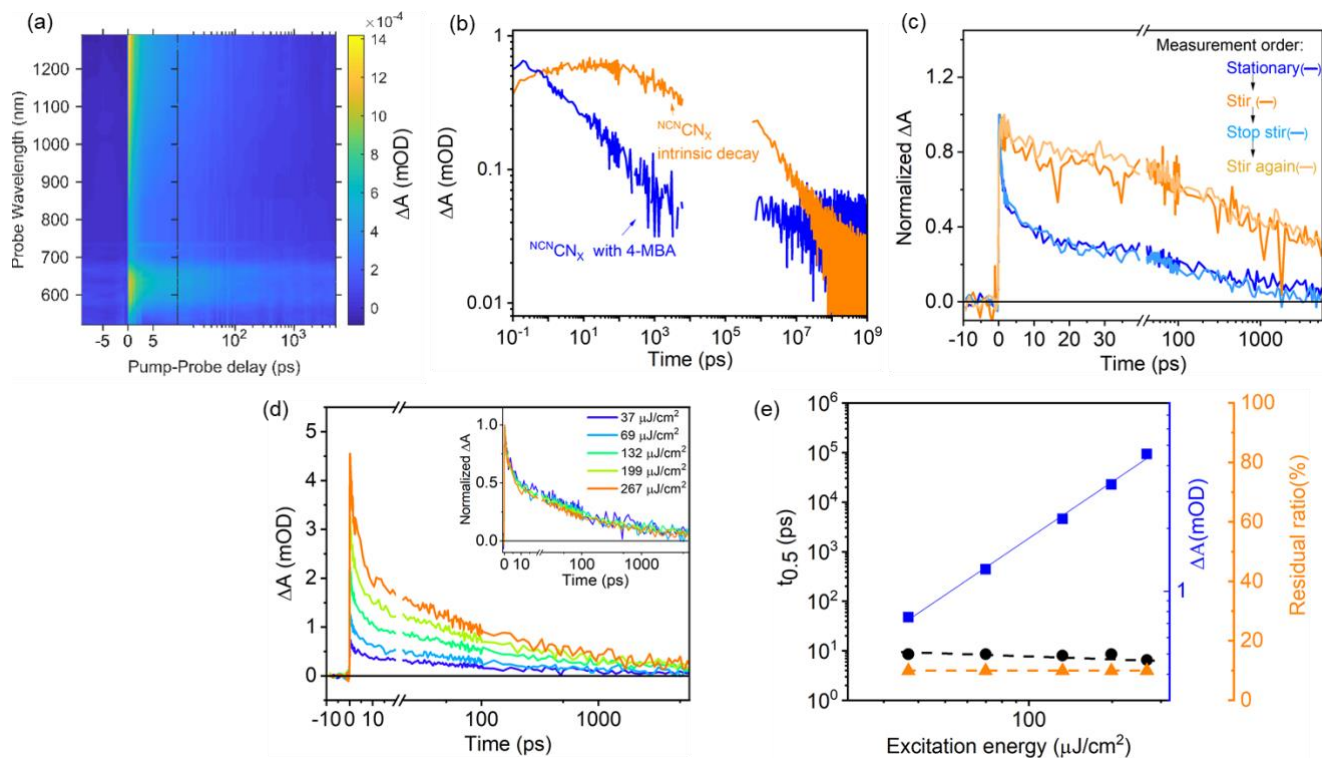 (a)
×10⁻⁴
1200
1100
1000
900
800
700
600
Probe Wavelength (nm)
-5 0 5 10² 10³
Pump-Probe delay (ps)
14
12
10
8
6
4
2
0
ΔA (mOD)
(b)
1
0.1
0.01
ΔA (mOD)
NCNCNX
intrinsic decay
NCNCNX with 4-MBA
10⁻¹ 10¹ 10³ 10⁵ 10⁷ 10⁹
Time (ps)
(c)
Measurement order:
Stationary(—)
Stir (—)
Stop stir(—)
Stir again(—)
1.2
0.8
0.4
0.0
Normalized ΔA
-10 0 10 20 30 100 1000
Time (ps)
(d)
5
4
3
2
1
0
ΔA (mOD)
-10 0 10 100 1000
Time (ps)
1.0
0.5
0.0
Normalized ΔA
37 μJ/cm²
69 μJ/cm²
132 μJ/cm²
199 μJ/cm²
267 μJ/cm²
0 10 100 1000
Time (ps)
(e)
10⁶
10⁵
10⁴
10³
10²
10¹
10⁰
t0.5 (ps)
100
Excitation energy (μJ/cm²)
1
ΔA(mOD)
100
80
60
40
20
0
Residual ratio(%)